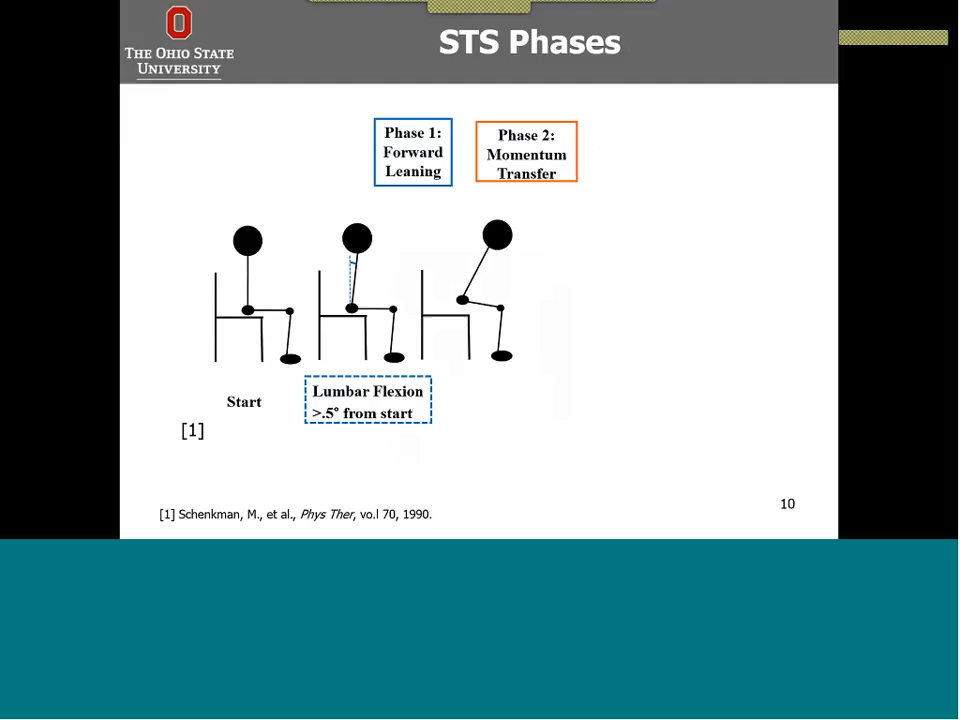 THE OHIO STATE
UNIVERSITY
STS Phases
Phase 1:
Forward
Leaning
Phase 2:
Momentum
Transfer
Start
Lumbar Flexion
>.5° from start
[1]
[1] Schenkman, M., et al., Phys Ther, vo.l 70, 1990.
10